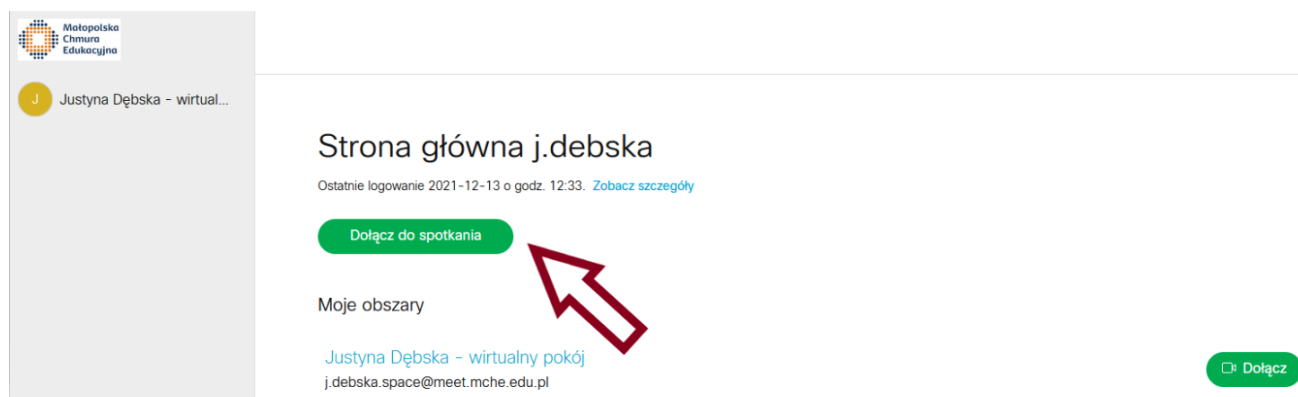 Małopolska
Chmura
Edukacyjna
J
Justyna Dębska - wirtual...
Strona główna j.debska
Ostatnie logowanie 2021-12-13 o godz. 12:33. Zobacz szczegóły
Dołącz do spotkania
Moje obszary
Justyna Dębska - wirtualny pokój
j.debska.space@meet.mche.edu.pl
Dołącz